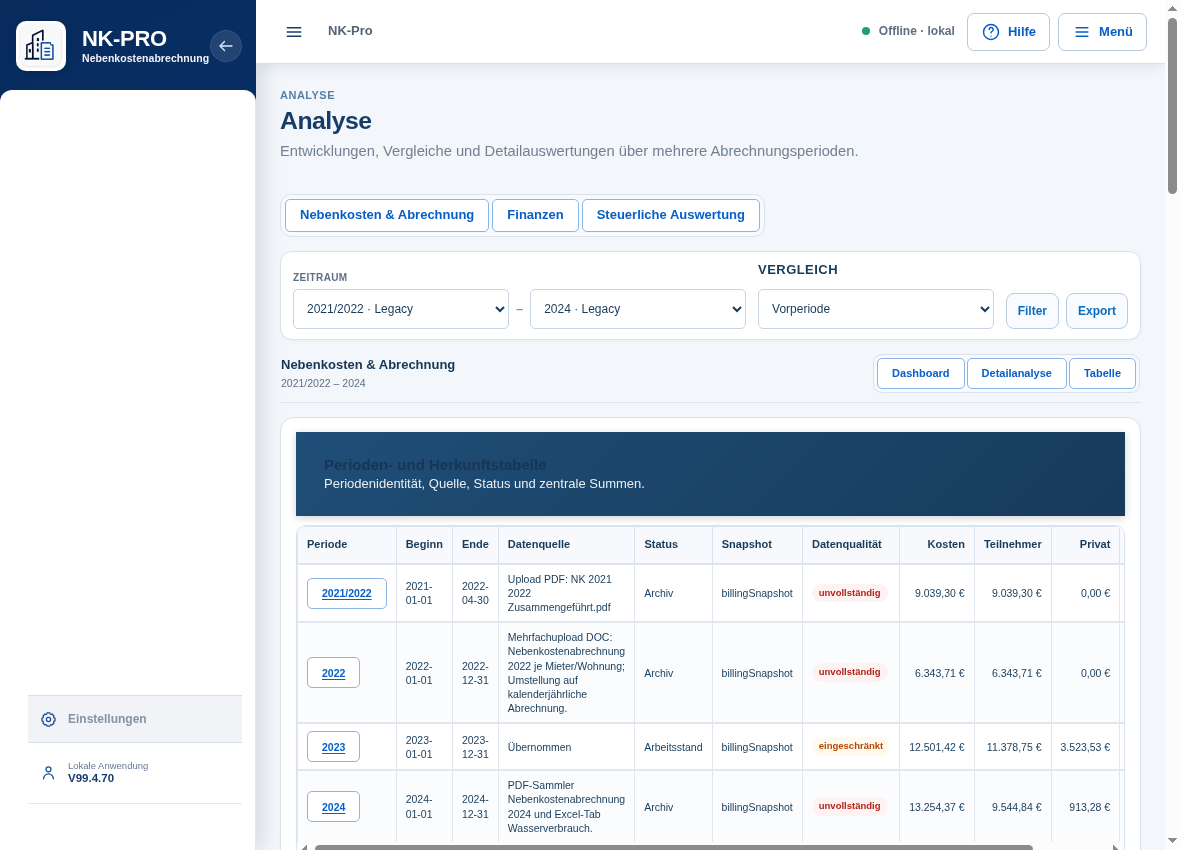 NK-PRO
Nebenkostenabrechnung
NK-Pro
Offline · lokal
Hilfe
Menü
ANALYSE
Analyse
Entwicklungen, Vergleiche und Detailauswertungen über mehrere Abrechnungsperioden.
Nebenkosten & Abrechnung
Finanzen
Steuerliche Auswertung
ZEITRAUM
VERGLEICH
2021/2022 · Legacy
–
2024 · Legacy
Vorperiode
Filter
Export
Nebenkosten & Abrechnung
2021/2022 – 2024
Dashboard
Detailanalyse
Tabelle
Perioden- und Herkunftstabelle
Periodenidentität, Quelle, Status und zentrale Summen.
Periode Beginn Ende Datenquelle Status Snapshot Datenqualität Kosten Teilnehmer Privat
2021/2022
2021-
01-01
2022-
04-30
Upload PDF: NK 2021
2022
Zusammengeführt.pdf
Archiv
billingSnapshot
unvollständig
9.039,30 €
9.039,30 €
0,00 €
2022
2022-
01-01
2022-
12-31
Mehrfachupload DOC:
Nebenkostenabrechnung
2022 je Mieter/Wohnung;
Umstellung auf
kalenderjährliche
Abrechnung.
Archiv
billingSnapshot
unvollständig
6.343,71 €
6.343,71 €
0,00 €
2023
2023-
01-01
2023-
12-31
Übernommen
Arbeitsstand
billingSnapshot
eingeschränkt
12.501,42 €
11.378,75 €
3.523,53 €
2024
2024-
01-01
2024-
12-31
PDF-Sammler
Nebenkostenabrechnung
2024 und Excel-Tab
Wasserverbrauch.
Archiv
billingSnapshot
unvollständig
13.254,37 €
9.544,84 €
913,28 €
Einstellungen
Lokale Anwendung
V99.4.70